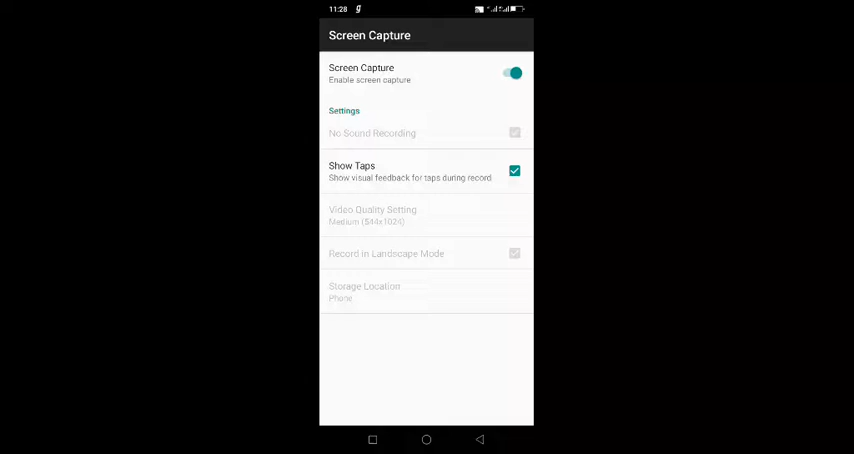 11:28 g
Screen Capture
Screen Capture
Enable screen capture
Settings
No Sound Recording
Show Taps
Show visual feedback for taps during record
Video Quality Setting
Medium (544x1024)
Record in Landscape Mode
Storage Location
Phone